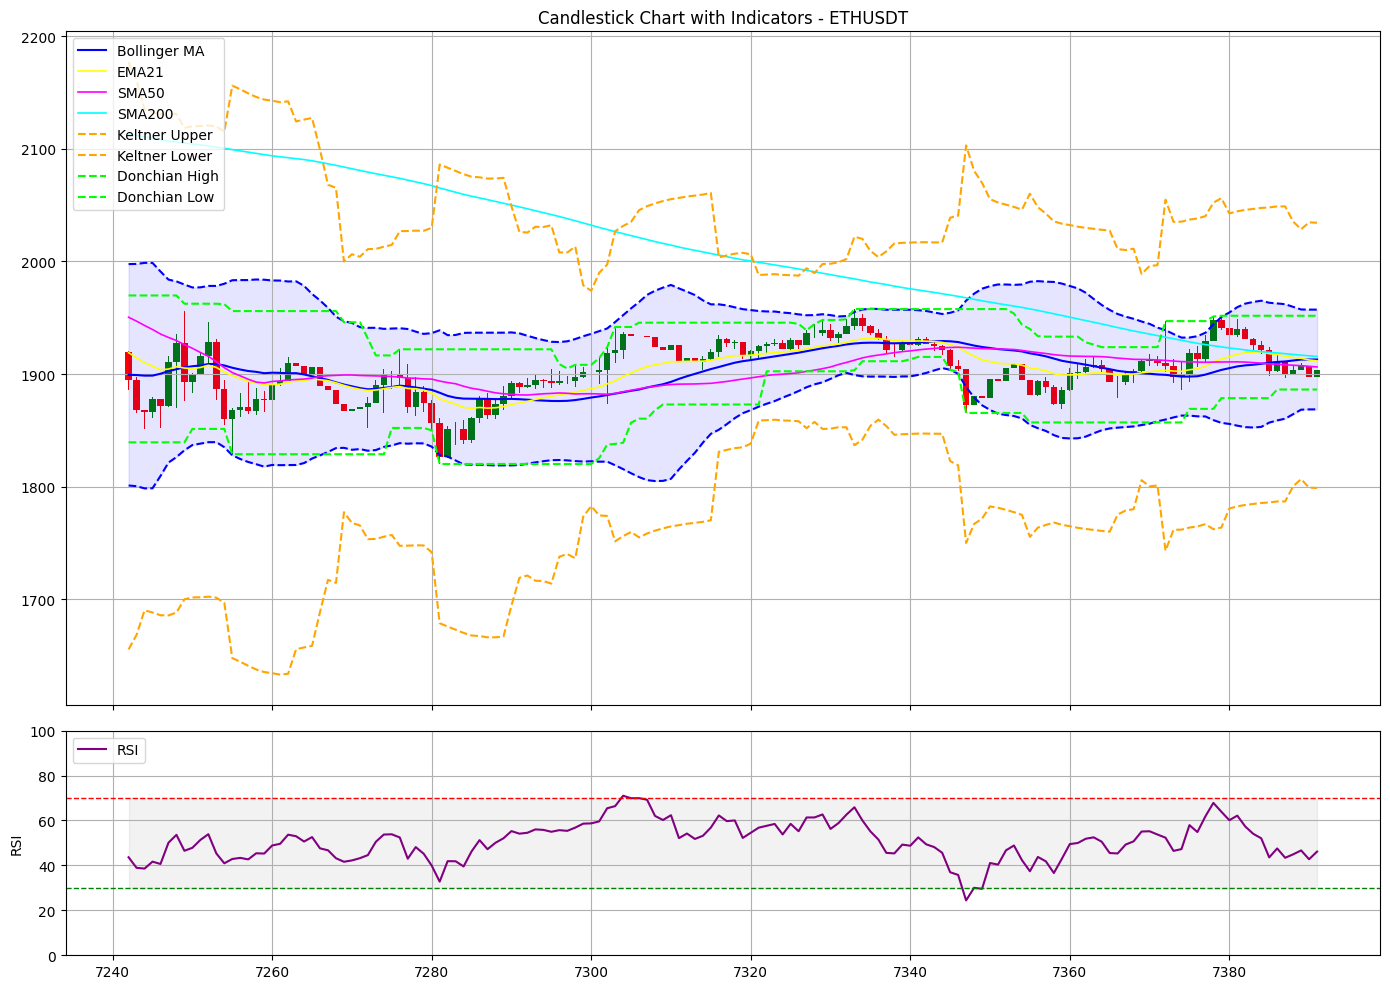 Candlestick Chart with Indicators - ETHUSDT
2200
2100
2000
1900
1800
1700
Bollinger MA
EMA21
SMA50
SMA200
Keltner Upper
Keltner Lower
Donchian High
Donchian Low
RSI
100
80
60
40
20
0
RSI
7240 7260 7280 7300 7320 7340 7360 7380